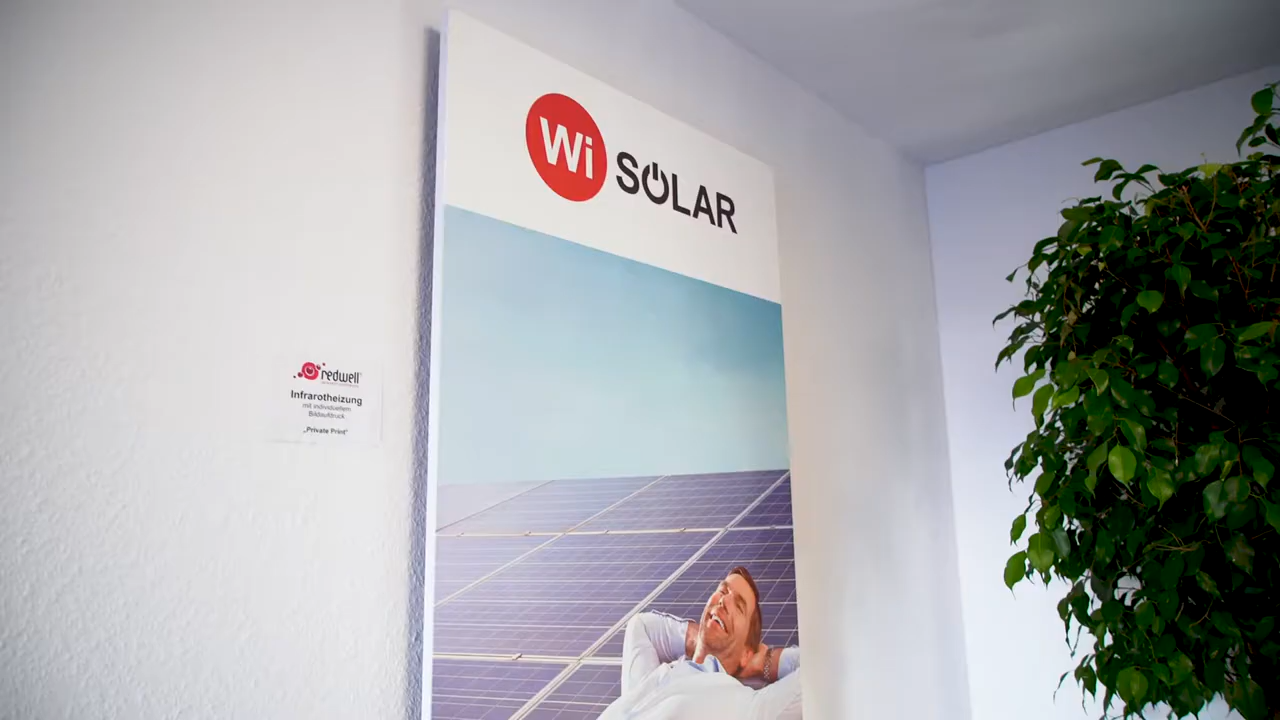 Wi SOLAR
redwell
Infrarotheizung
mit individuellem
Bildaufdruck
„Private Print"